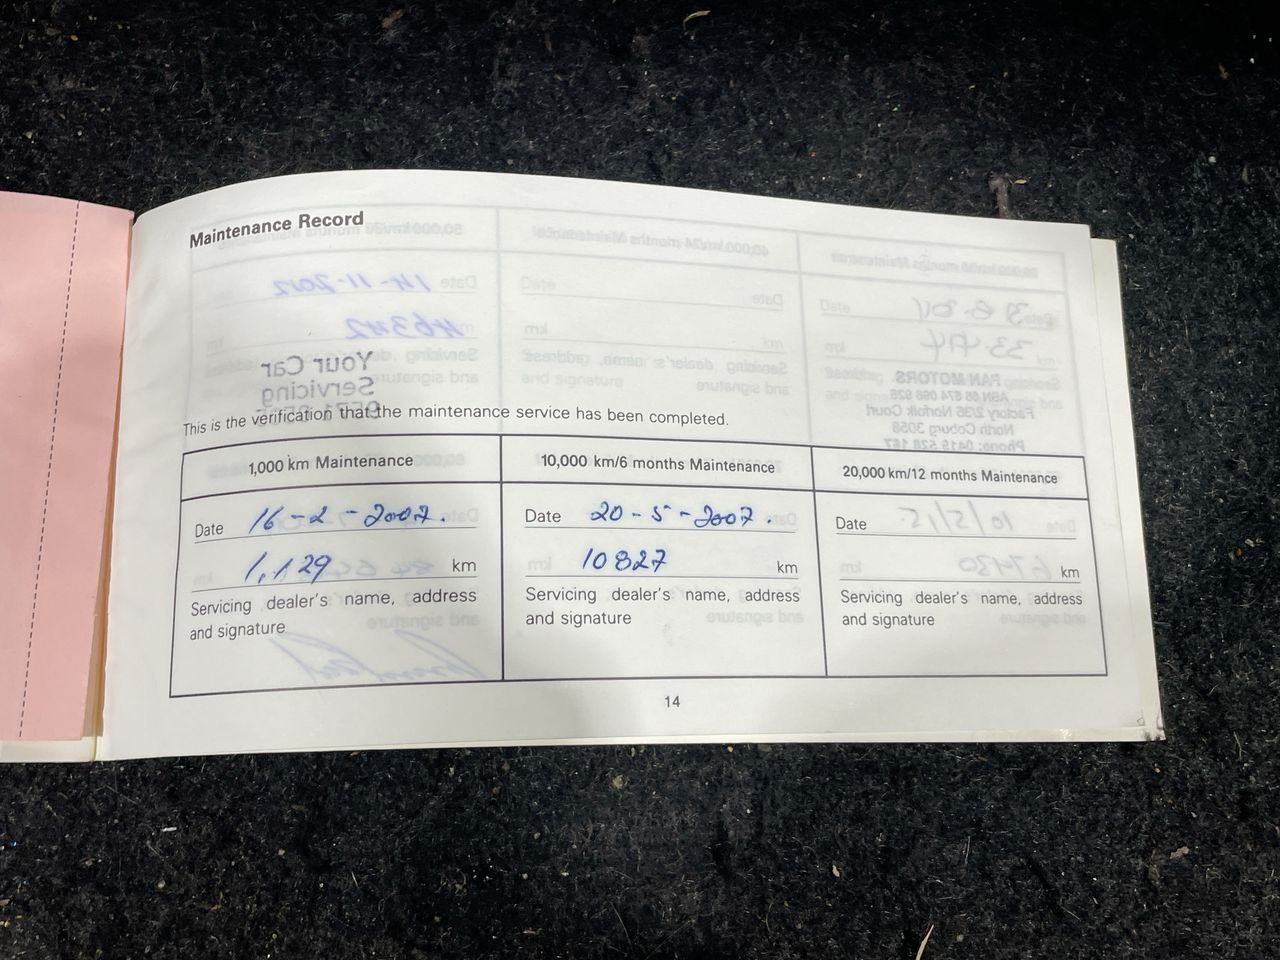 Maintenance Record
This is the verification that the maintenance service has been completed.
1,000 km Maintenance
Date 16-2-2007.
1,129 km
Servicing dealer's name, address
and signature
10,000 km/6 months Maintenance
Date 20-5-2007.
10827 km
Servicing dealer's name, address
and signature
20,000 km/12 months Maintenance
Date
km
Servicing dealer's name, address
and signature
14